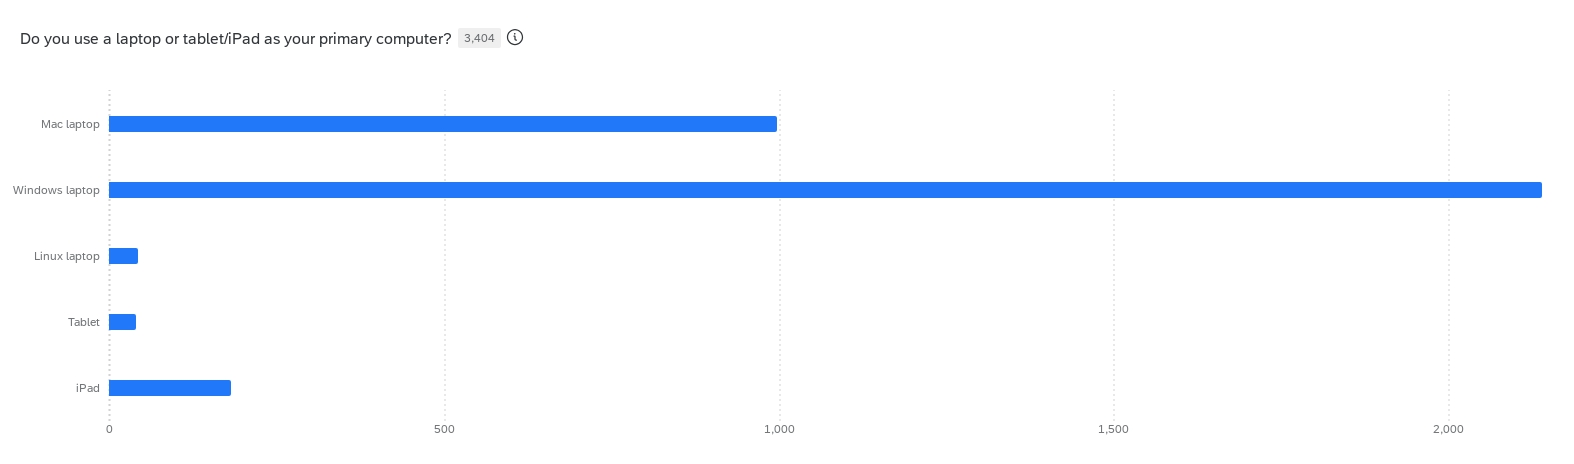 Do you use a laptop or tablet/iPad as your primary computer? 3,404
Mac laptop
Windows laptop
Linux laptop
Tablet
iPad
0 500 1,000 1,500 2,000